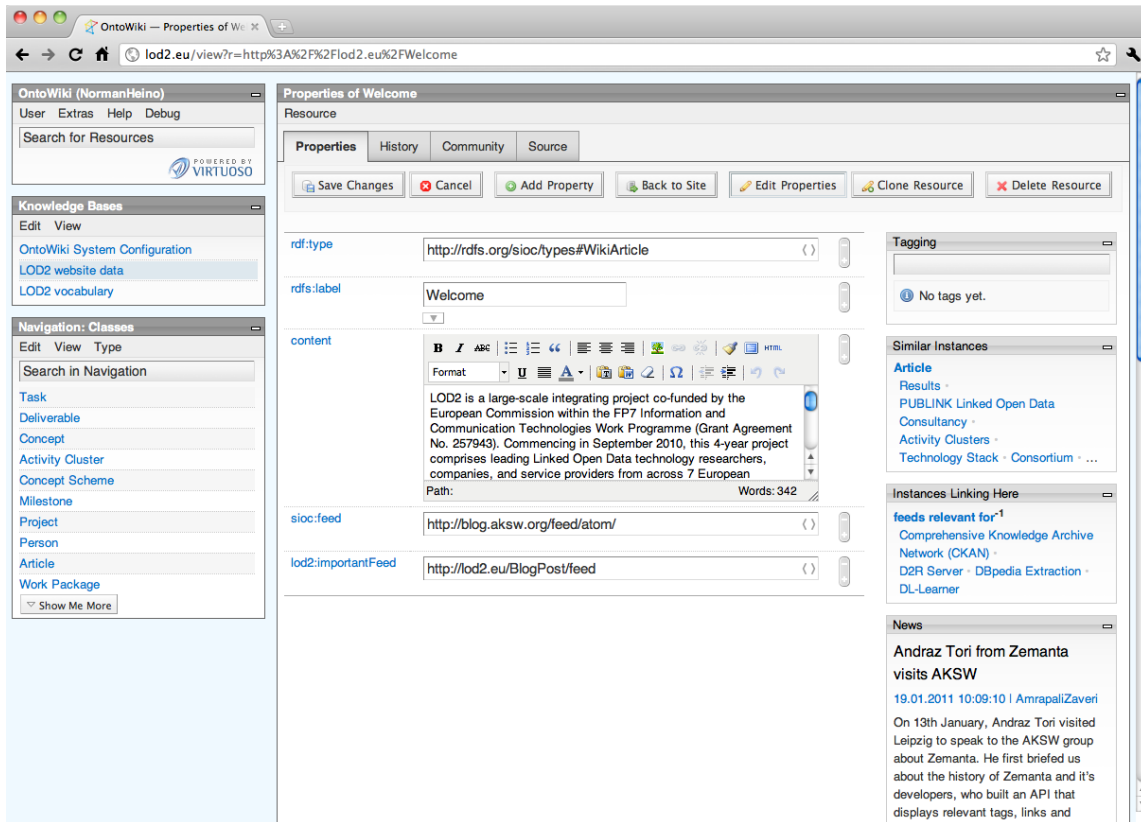 OntoWiki — Properties of We
lod2.eu/view?r=http%3A%2F%2Flod2.eu%2FWelcome
OntoWiki (NormanHeino)
User Extras Help Debug
Search for Resources
POWERED BY
VIRTUOSO
Knowledge Bases
Edit View
OntoWiki System Configuration
LOD2 website data
LOD2 vocabulary
Navigation: Classes
Edit View Type
Search in Navigation
Task
Deliverable
Concept
Activity Cluster
Concept Scheme
Milestone
Project
Person
Article
Work Package
Show Me More
Properties of Welcome
Resource
Properties History Community Source
Save Changes Cancel Add Property Back to Site Edit Properties Clone Resource Delete Resource
rdf:type
http://rdfs.org/sioc/types#WikiArticle
rdfs:label
Welcome
content
B I ABC HTML
Format U A Ω
LOD2 is a large-scale integrating project co-funded by the
European Commission within the FP7 Information and
Communication Technologies Work Programme (Grant Agreement
No. 257943). Commencing in September 2010, this 4-year project
comprises leading Linked Open Data technology researchers,
companies, and service providers from across 7 European
Path: Words: 342
sioc:feed
http://blog.aksw.org/feed/atom/
lod2:importantFeed
http://lod2.eu/BlogPost/feed
Tagging
No tags yet.
Similar Instances
Article
Results ·
PUBLINK Linked Open Data
Consultancy ·
Activity Clusters ·
Technology Stack · Consortium · ...
Instances Linking Here
feeds relevant for-1
Comprehensive Knowledge Archive
Network (CKAN) ·
D2R Server · DBpedia Extraction ·
DL-Learner
News
Andraz Tori from Zemanta
visits AKSW
19.01.2011 10:09:10 | AmrapaliZaveri
On 13th January, Andraz Tori visited
Leipzig to speak to the AKSW group
about Zemanta. He first briefed us
about the history of Zemanta and it's
developers, who built an API that
displays relevant tags, links and